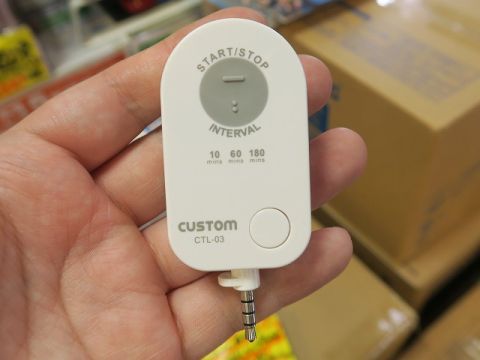 START/STOP
INTERVAL
10 60 180
mins mins mins
CUSTOM
CTL-03